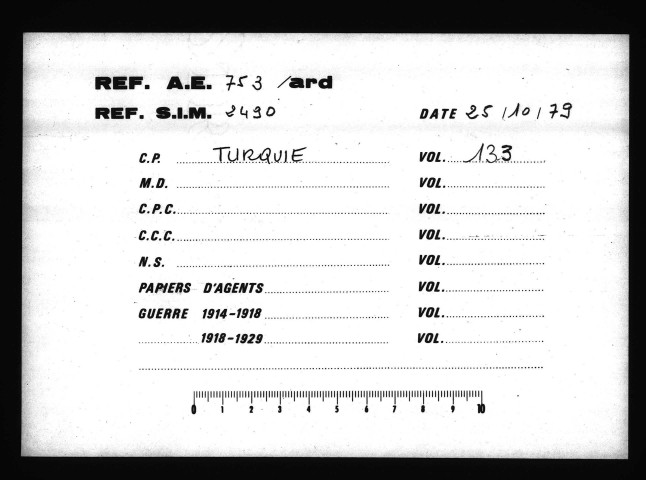 REF. A.E. 753 /ard
REF. S.I.M. 2490 DATE 25/10/79
C.P. TURQUIE VOL. 133
M.D. VOL.
C.P.C. VOL.
C.C.C. VOL.
N.S. VOL.
PAPIERS D'AGENTS VOL.
GUERRE 1914-1918 VOL.
1918-1929 VOL.
0 1 2 3 4 5 6 7 8 9 10